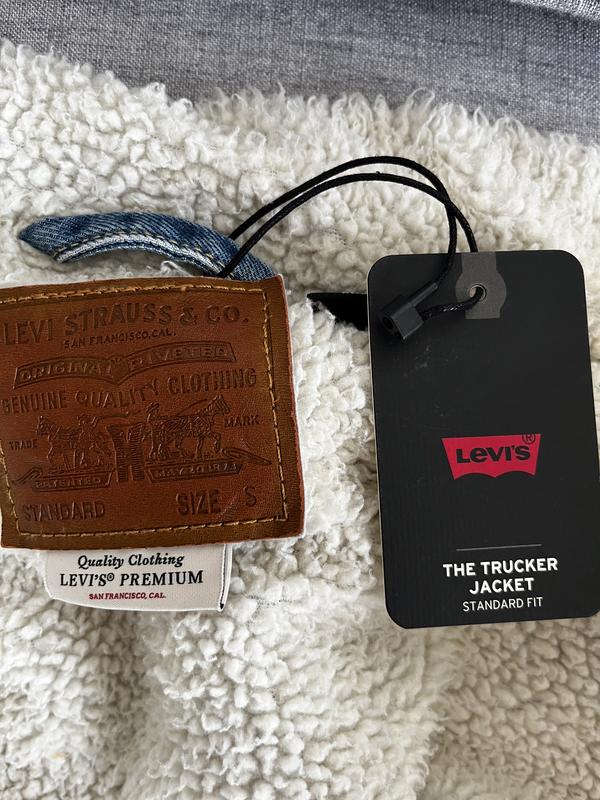 LEVI STRAUSS & CO.
SAN FRANCISCO, CAL.
ORIGINAL RIVETED
GENUINE QUALITY CLOTHING
TRADE MARK
PATENTED MAY 20 1873
STANDARD SIZE S
Quality Clothing
LEVI'S® PREMIUM
SAN FRANCISCO, CAL.
Levi's®
THE TRUCKER
JACKET
STANDARD FIT